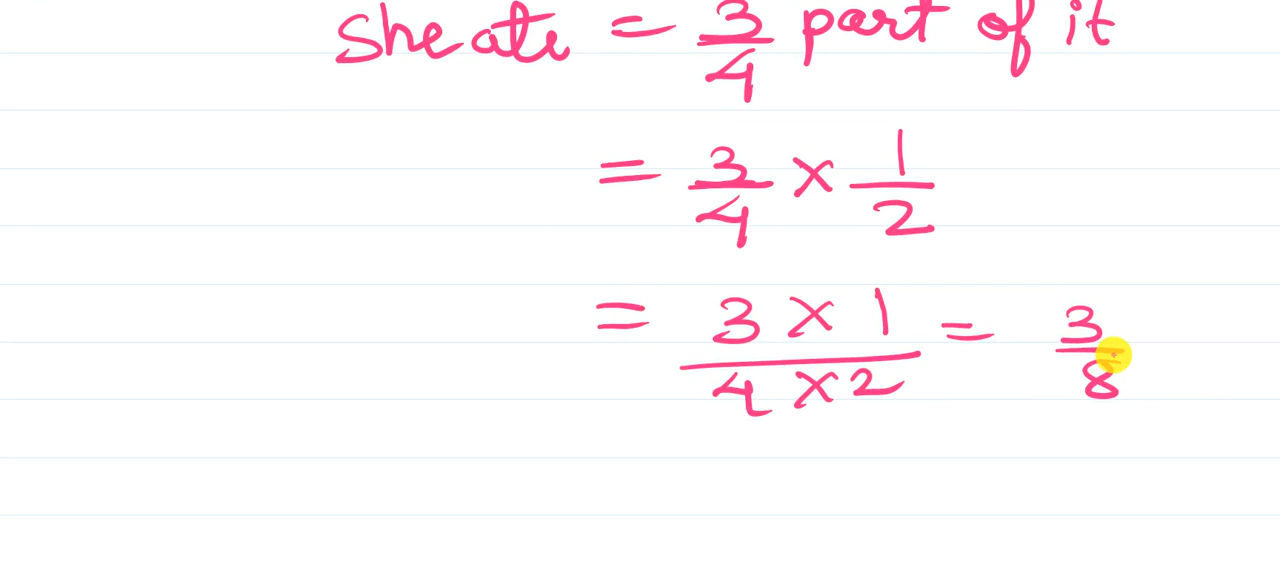 She ate = 3/4 part of it
= 3/4 × 1/2
= 3 × 1 / 4 × 2 = 3/8